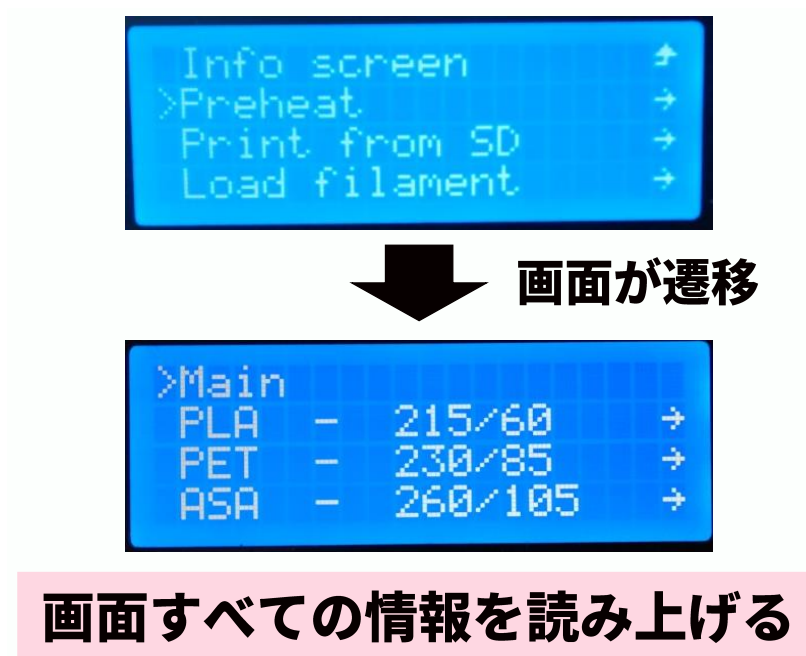 Info screen
>Preheat →
Print from SD →
Load filament →
画面が遷移
>Main
PLA - 215/60 →
PET - 230/85 →
ASA - 260/105 →
画面すべての情報を読み上げる